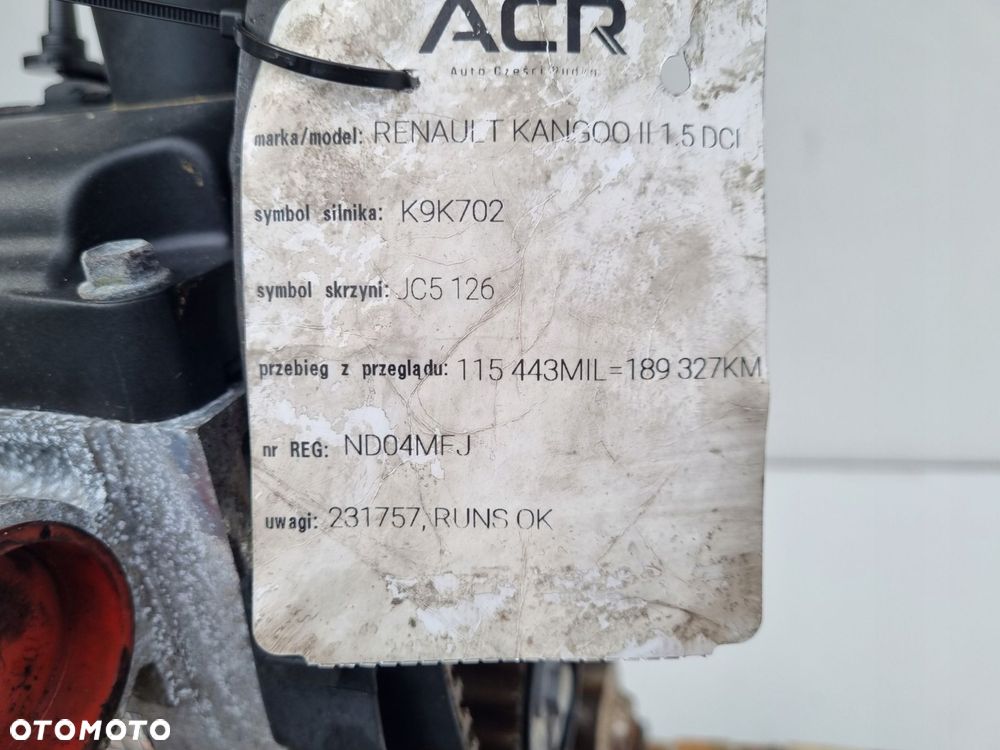 ACR
Auto Części Rudno
marka/model: RENAULT KANGOO II 1.5 DCI
symbol silnika: K9K702
symbol skrzyni: JC5 126
przebieg z przeglądu: 115 443MIL=189 327KM
nr REG: ND04MFJ
uwagi: 231757, RUNS OK
OTOMOTO